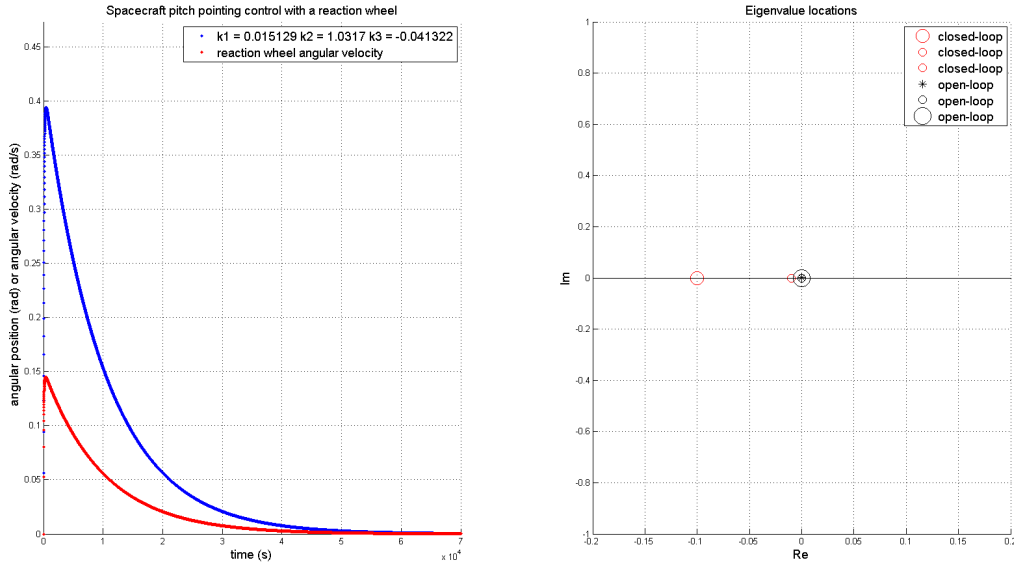 Spacecraft pitch pointing control with a reaction wheel
k1 = 0.015129 k2 = 1.0317 k3 = -0.041322
reaction wheel angular velocity
angular position (rad) or angular velocity (rad/s)
0.45
0.4
0.35
0.3
0.25
0.2
0.15
0.1
0.05
0
0 1 2 3 4 5 6 7
x 10^4
time (s)
Eigenvalue locations
closed-loop
closed-loop
closed-loop
open-loop
open-loop
open-loop
Im
1
0.8
0.6
0.4
0.2
0
-0.2
-0.4
-0.6
-0.8
-1
-0.2 -0.15 -0.1 -0.05 0 0.05 0.1 0.15 0.2
Re